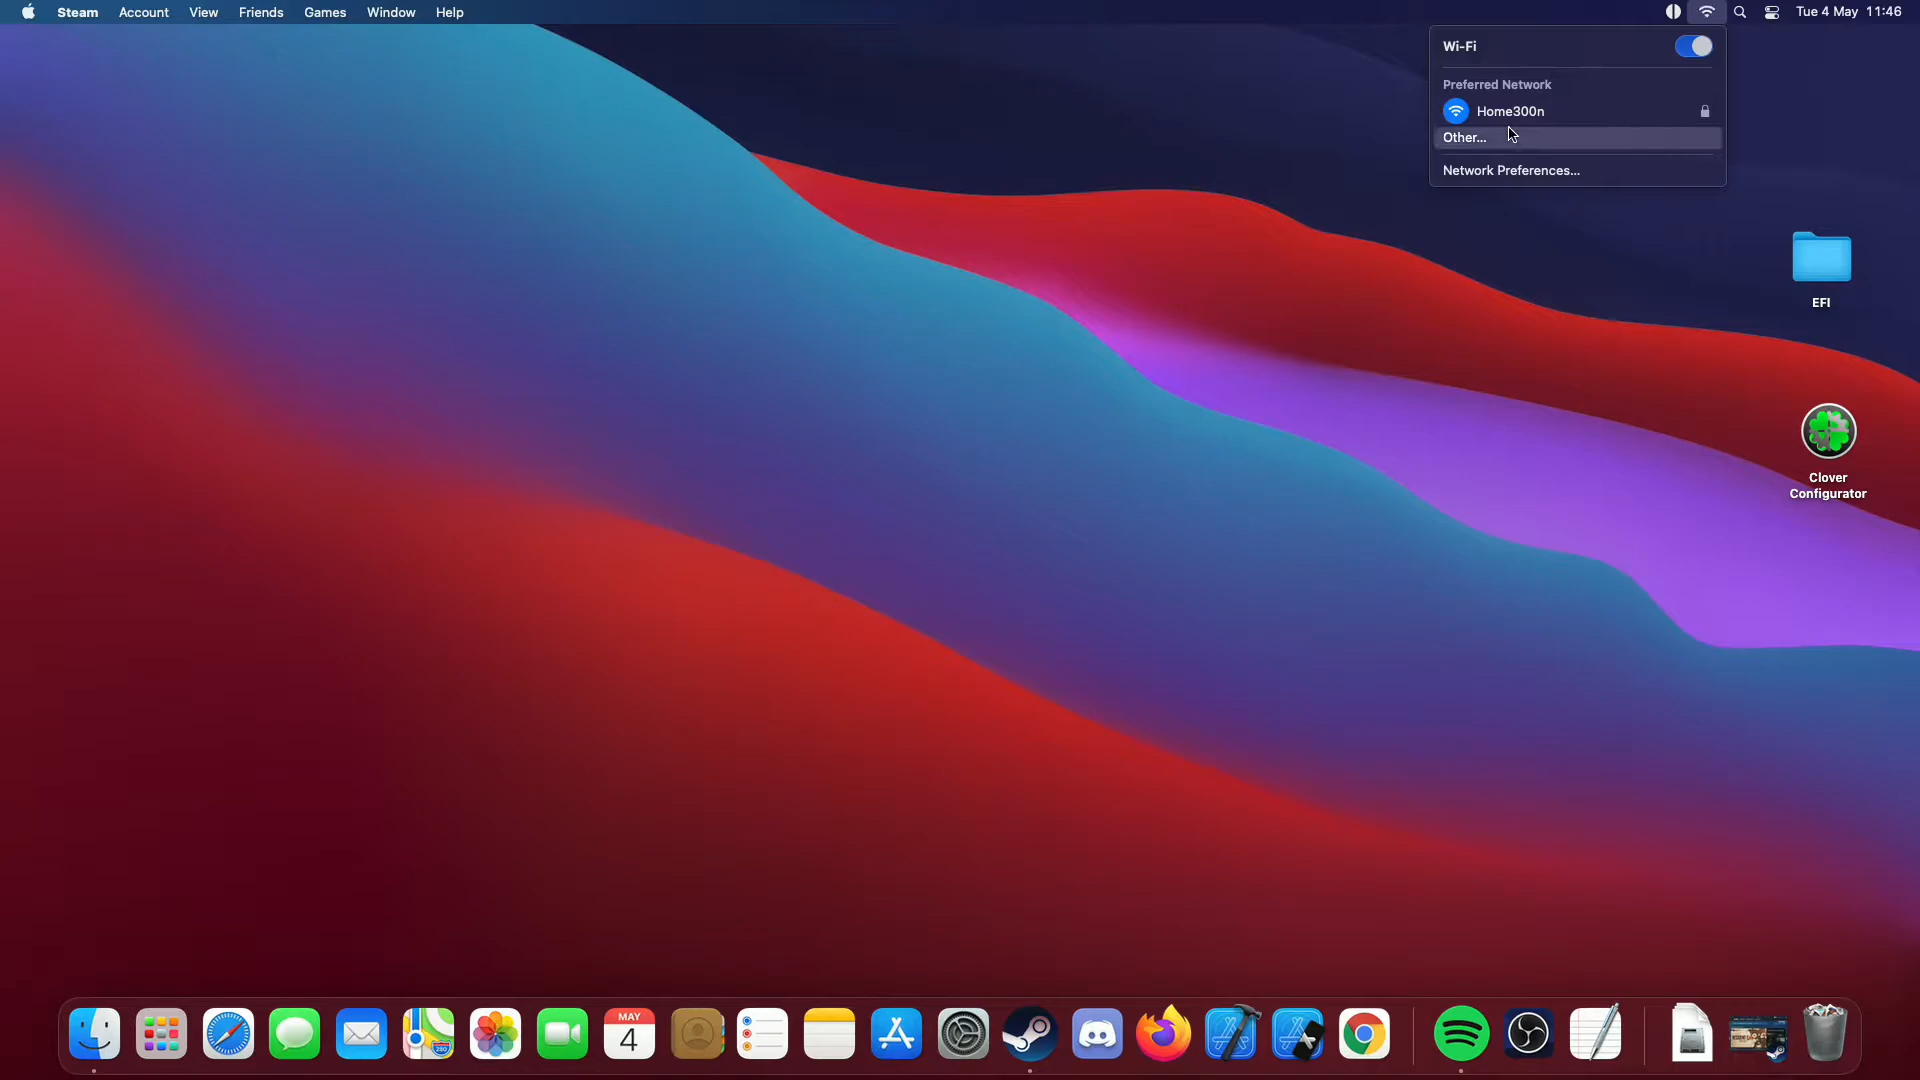 Steam Account View Friends Games Window Help Tue 4 May 11:46
Wi-Fi
Preferred Network
Home300n
Other...
Network Preferences...
EFI
Clover
Configurator
MAY
4
280